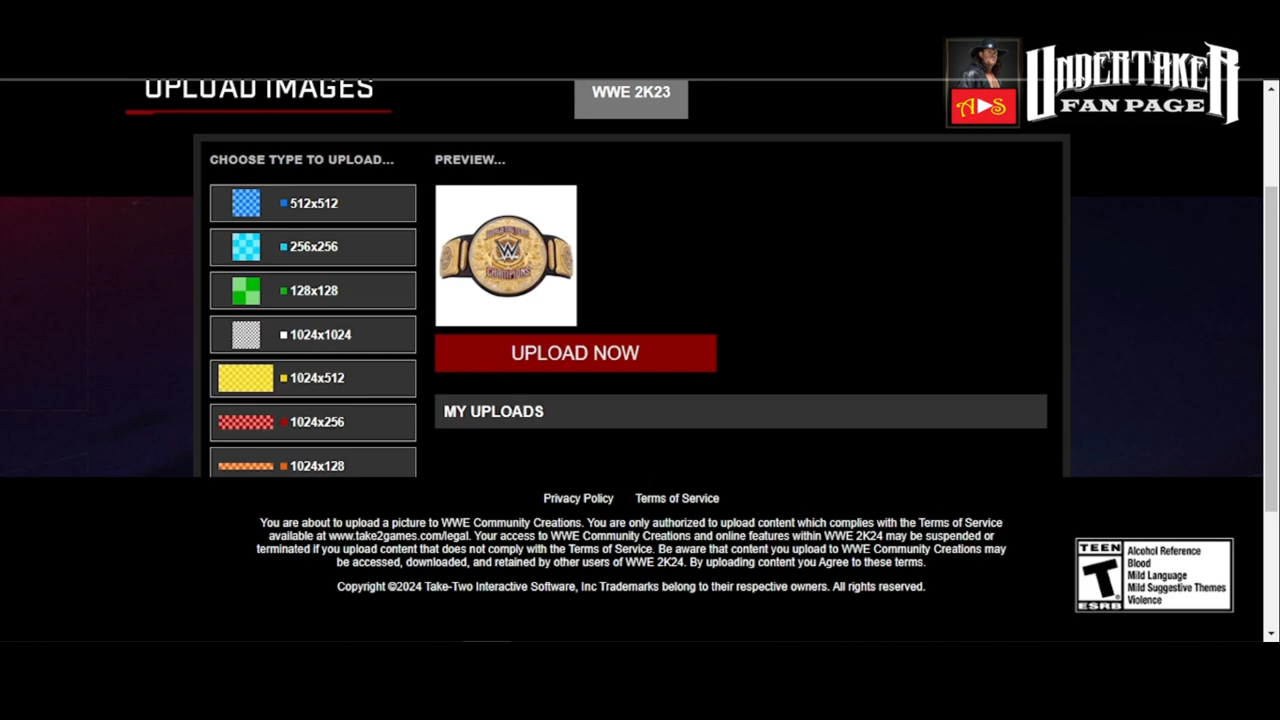 UNDERTAKER
FAN PAGE
A S
UPLOAD IMAGES
WWE 2K23
CHOOSE TYPE TO UPLOAD...
PREVIEW...
512x512
256x256
128x128
1024x1024
1024x512
1024x256
1024x128
CHAMPIONS
UPLOAD NOW
MY UPLOADS
Privacy Policy Terms of Service
You are about to upload a picture to WWE Community Creations. You are only authorized to upload content which complies with the Terms of Service
available at www.take2games.com/legal. Your access to WWE Community Creations and online features within WWE 2K24 may be suspended or
terminated if you upload content that does not comply with the Terms of Service. Be aware that content you upload to WWE Community Creations may
be accessed, downloaded, and retained by other users of WWE 2K24. By uploading content you Agree to these terms.
Copyright ©2024 Take-Two Interactive Software, Inc Trademarks belong to their respective owners. All rights reserved.
TEEN
T
ESRB
Alcohol Reference
Blood
Mild Language
Mild Suggestive Themes
Violence